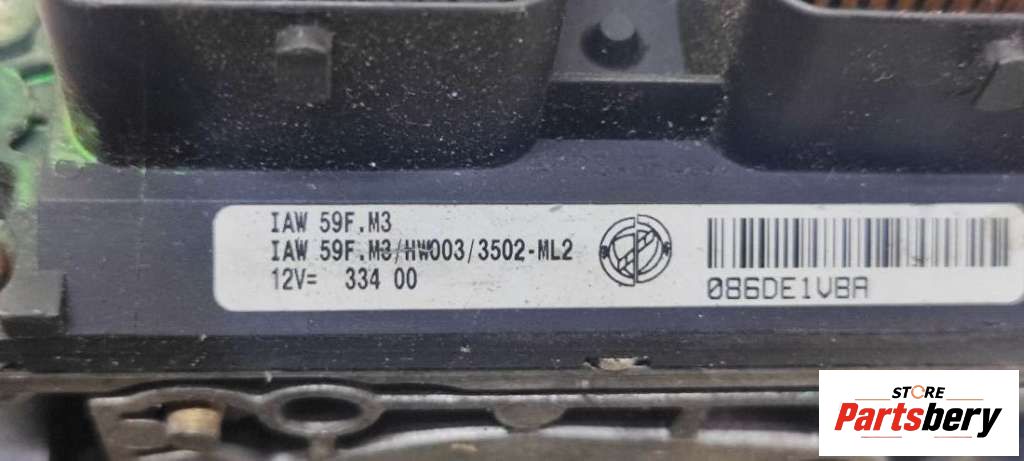 IAW 59F.M3
IAW 59F.M3/HW003/3502-ML2
12V= 334 00
086DE1VBA
STORE
Partsbery